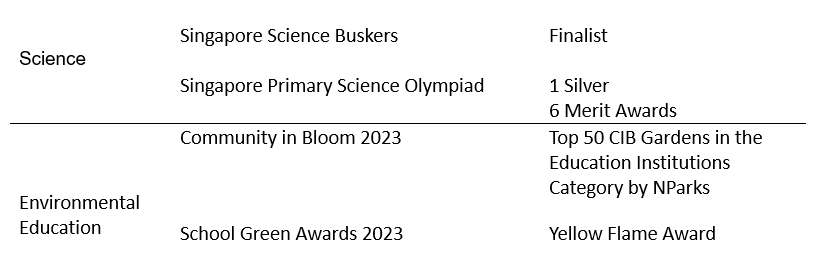 Science
Singapore Science Buskers
Finalist
Singapore Primary Science Olympiad
1 Silver
6 Merit Awards
Environmental
Education
Community in Bloom 2023
Top 50 CIB Gardens in the
Education Institutions
Category by NParks
School Green Awards 2023
Yellow Flame Award